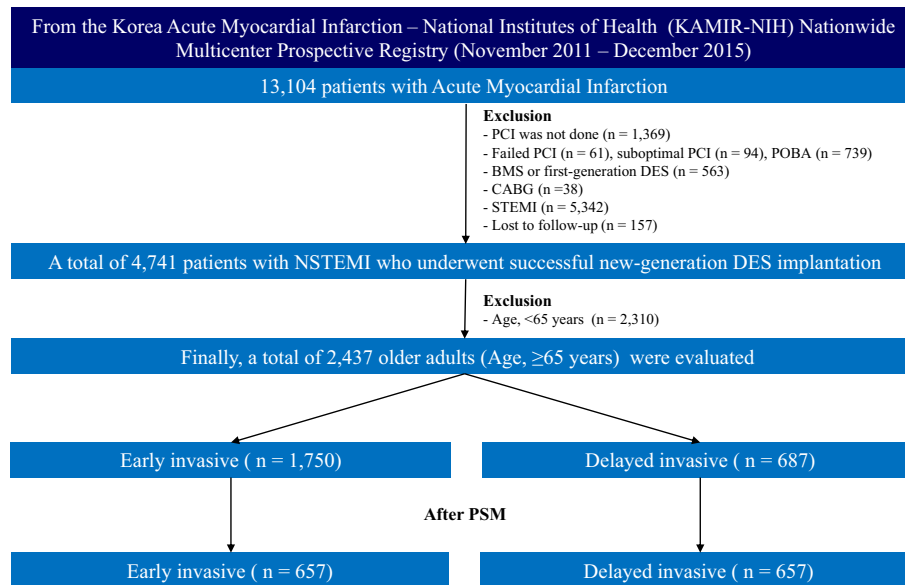 From the Korea Acute Myocardial Infarction – National Institutes of Health (KAMIR-NIH) Nationwide
Multicenter Prospective Registry (November 2011 – December 2015)
13,104 patients with Acute Myocardial Infarction
Exclusion
- PCI was not done (n = 1,369)
- Failed PCI (n = 61), suboptimal PCI (n = 94), POBA (n = 739)
- BMS or first-generation DES (n = 563)
- CABG (n =38)
- STEMI (n = 5,342)
- Lost to follow-up (n = 157)
A total of 4,741 patients with NSTEMI who underwent successful new-generation DES implantation
Exclusion
- Age, <65 years (n = 2,310)
Finally, a total of 2,437 older adults (Age, ≥65 years) were evaluated
Early invasive ( n = 1,750)
Delayed invasive ( n = 687)
After PSM
Early invasive ( n = 657)
Delayed invasive ( n = 657)